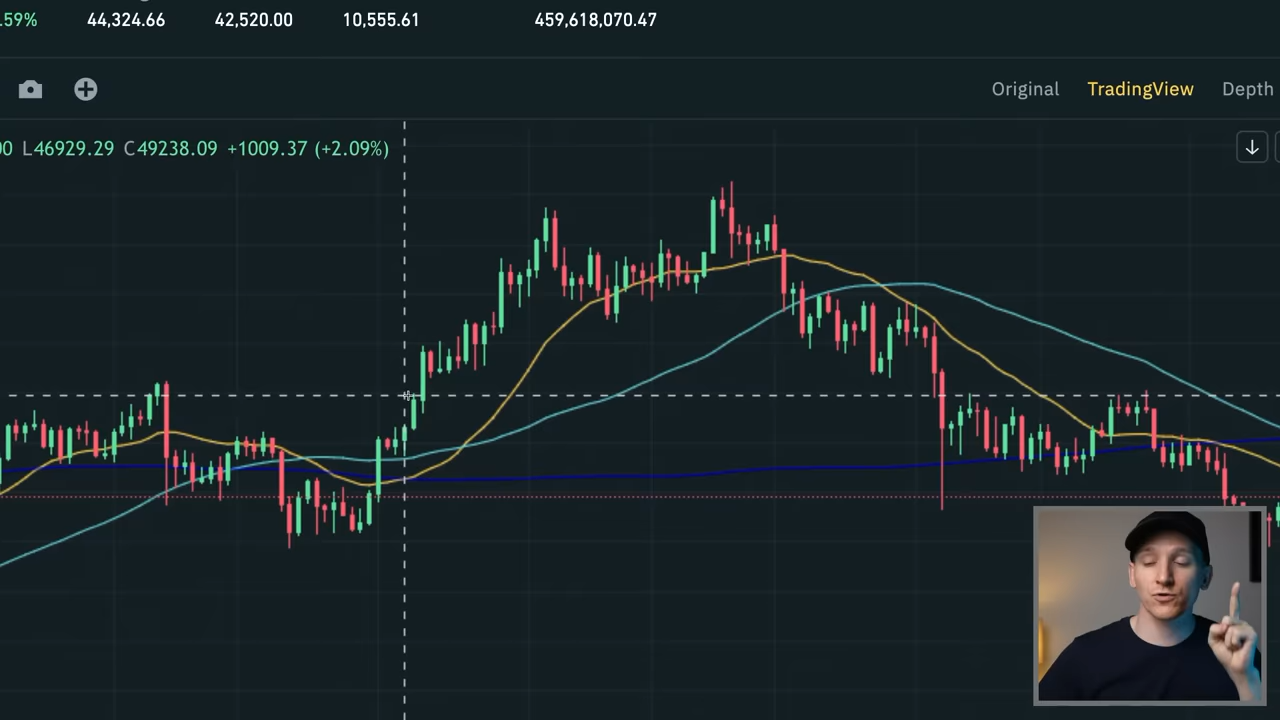 .59% 44,324.66 42,520.00 10,555.61 459,618,070.47
Original TradingView Depth
0 L46929.29 C49238.09 +1009.37 (+2.09%)